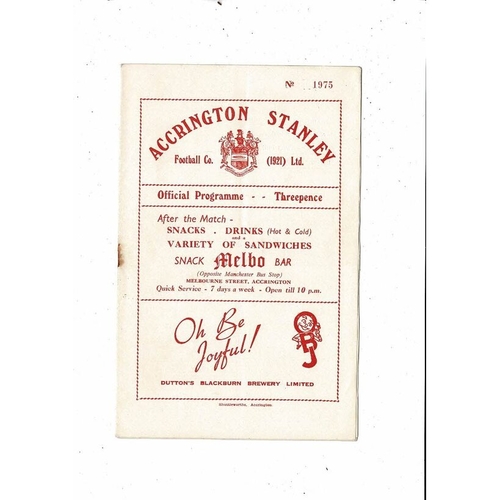 Nº 1975
ACCRINGTON STANLEY
Football Co. (1921) Ltd.
Official Programme - - Threepence
After the Match -
SNACKS . DRINKS (Hot & Cold)
and a
VARIETY OF SANDWICHES
SNACK Melbo BAR
(Opposite Manchester Bus Stop)
MELBOURNE STREET, ACCRINGTON
Quick Service - 7 days a week - Open till 10 p.m.
Oh Be
Joyful!
OBJ
DUTTON'S BLACKBURN BREWERY LIMITED
Accrington.